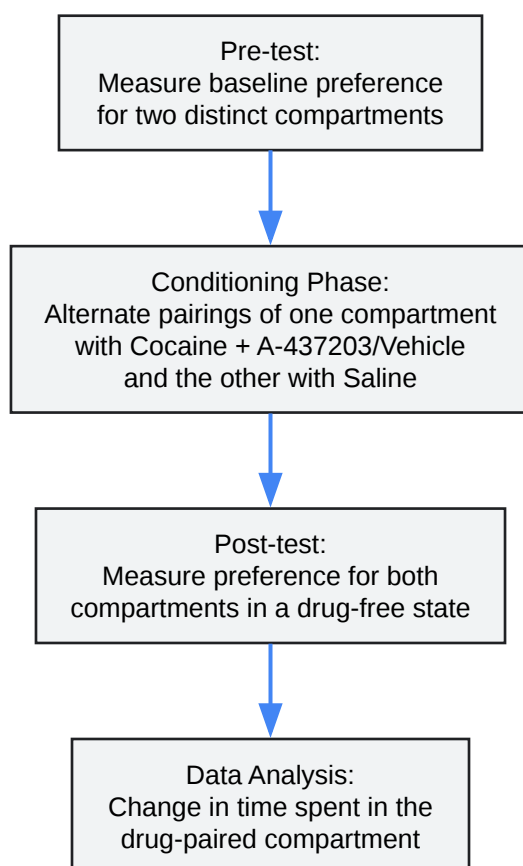 Pre-test:
Measure baseline preference
for two distinct compartments
Conditioning Phase:
Alternate pairings of one compartment
with Cocaine + A-437203/Vehicle
and the other with Saline
Post-test:
Measure preference for both
compartments in a drug-free state
Data Analysis:
Change in time spent in the
drug-paired compartment